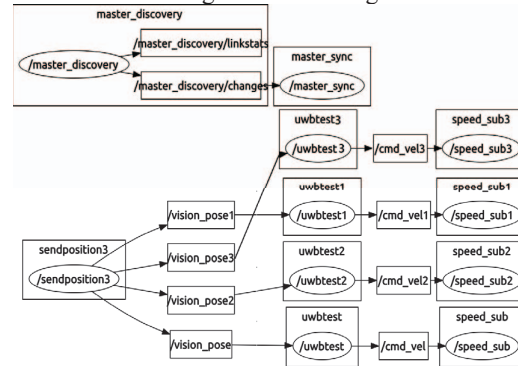 master_discovery
/master_discovery/linkstats
/master_discovery
/master_discovery/changes
master_sync
/master_sync
uwbtest3
/uwbtest3
/cmd_vel3
speed_sub3
/speed_sub3
uwbtest1
/vision_pose1
/uwbtest1
/cmd_vel1
speed_sub1
/speed_sub1
sendposition3
/sendposition3
/vision_pose3
/vision_pose2
uwbtest2
/uwbtest2
/cmd_vel2
speed_sub2
/speed_sub2
/vision_pose
uwbtest
/uwbtest
/cmd_vel
speed_sub
/speed_sub